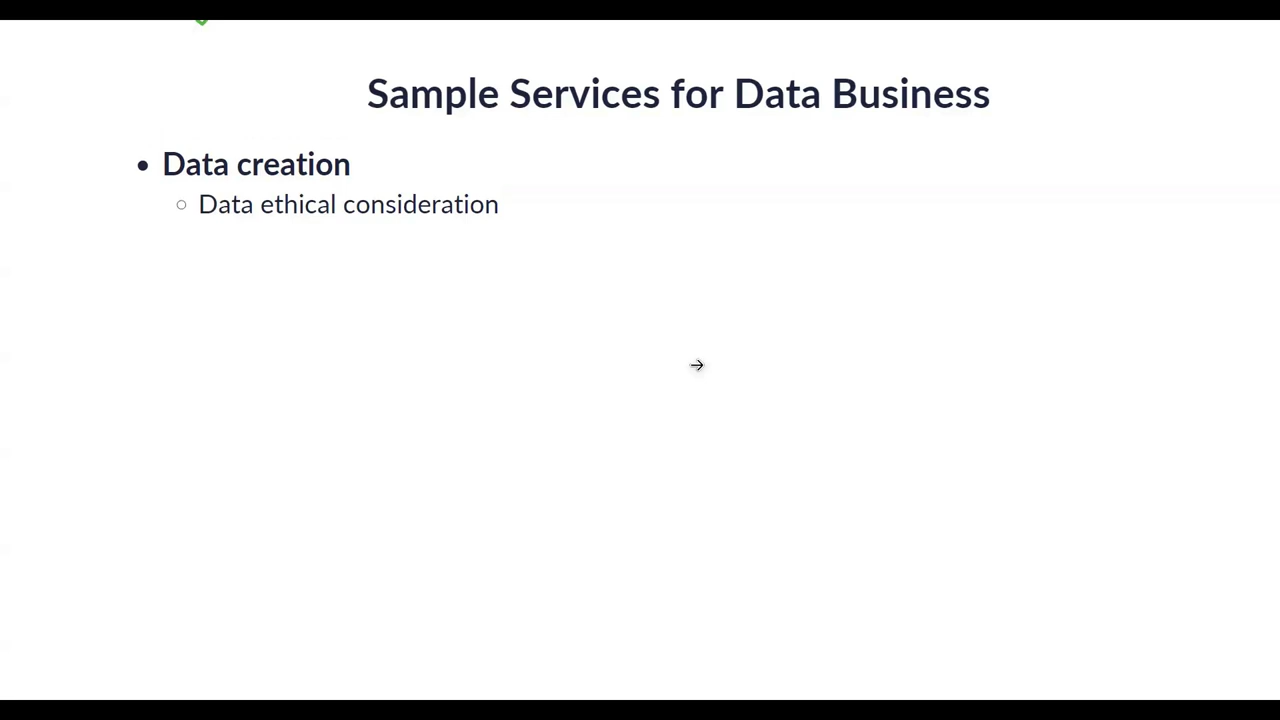 Sample Services for Data Business
• Data creation
○ Data ethical consideration